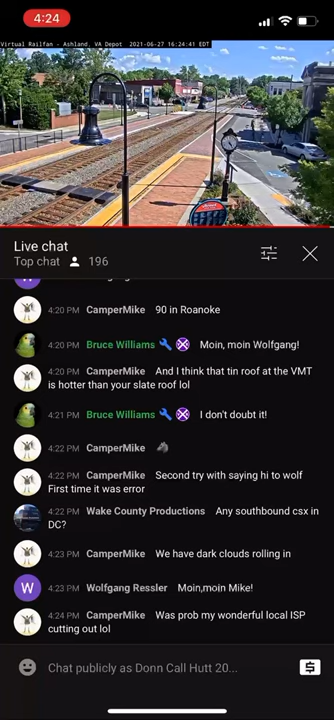 4:24
Virtual Railfan - Ashland, VA Depot 2021-06-27 16:24:41 EDT
Live chat
Top chat 196
4:20 PM CamperMike 90 in Roanoke
4:20 PM Bruce Williams Moin, moin Wolfgang!
4:20 PM CamperMike And I think that tin roof at the VMT
is hotter than your slate roof lol
4:21 PM Bruce Williams I don't doubt it!
4:22 PM CamperMike
4:22 PM CamperMike Second try with saying hi to wolf
First time it was error
4:22 PM Wake County Productions Any southbound csx in
DC?
4:23 PM CamperMike We have dark clouds rolling in
W 4:23 PM Wolfgang Ressler Moin,moin Mike!
4:24 PM CamperMike Was prob my wonderful local ISP
cutting out lol
Chat publicly as Donn Call Hutt 20...
$